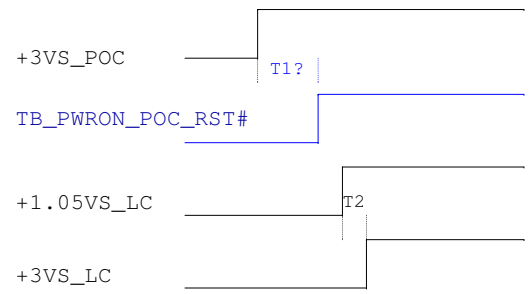 +3VS_POC
T1?
TB_PWRON_POC_RST#
+1.05VS_LC
T2
+3VS_LC